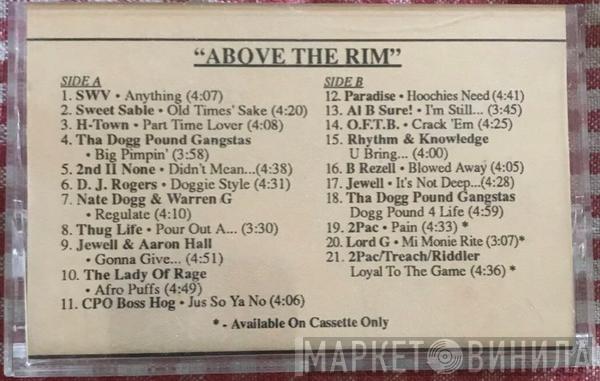 “ABOVE THE RIM”
SIDE A
1. SWV • Anything (4:07)
2. Sweet Sable • Old Times' Sake (4:20)
3. H-Town • Part Time Lover (4:08)
4. Tha Dogg Pound Gangstas
• Big Pimpin' (3:58)
5. 2nd II None • Didn't Mean...(4:38)
6. D. J. Rogers • Doggie Style (4:31)
7. Nate Dogg & Warren G
• Regulate (4:10)
8. Thug Life • Pour Out A... (3:30)
9. Jewell & Aaron Hall
• Gonna Give... (4:51)
10. The Lady Of Rage
• Afro Puffs (4:49)
11. CPO Boss Hog • Jus So Ya No (4:06)
SIDE B
12. Paradise • Hoochies Need (4:41)
13. Al B Sure! • I'm Still... (3:45)
14. O.F.T.B. • Crack 'Em (4:25)
15. Rhythm & Knowledge
U Bring... (4:00)
16. B Rezell • Blowed Away (4:05)
17. Jewell • It's Not Deep...(4:28)
18. Tha Dogg Pound Gangstas
Dogg Pound 4 Life (4:59)
19. 2Pac • Pain (4:33) *
20. Lord G • Mi Monie Rite (3:07)*
21. 2Pac/Treach/Riddler
Loyal To The Game (4:36) *
* - Available On Cassette Only
МАРКЕТ ВИНИЛА